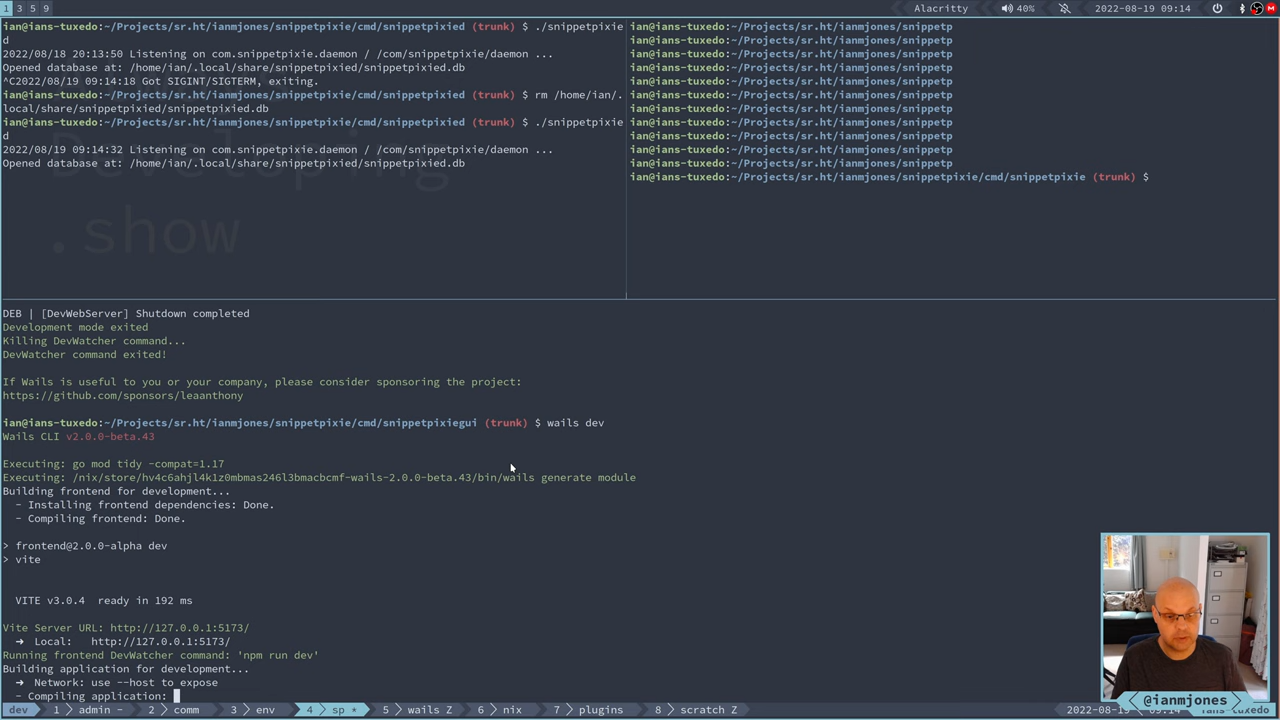 1 3 5 9
Alacritty 40% 2022-08-19 09:14
ian@ians-tuxedo:~/Projects/sr.ht/ianmjones/snippetpixie/cmd/snippetpixied (trunk) $ ./snippetpixie
d
2022/08/18 20:13:50 Listening on com.snippetpixie.daemon / /com/snippetpixie/daemon ...
Opened database at: /home/ian/.local/share/snippetpixied/snippetpixied.db
^C2022/08/19 09:14:18 Got SIGINT/SIGTERM, exiting.
ian@ians-tuxedo:~/Projects/sr.ht/ianmjones/snippetpixie/cmd/snippetpixied (trunk) $ rm /home/ian/.
local/share/snippetpixied/snippetpixied.db
ian@ians-tuxedo:~/Projects/sr.ht/ianmjones/snippetpixie/cmd/snippetpixied (trunk) $ ./snippetpixie
d
2022/08/19 09:14:32 Listening on com.snippetpixie.daemon / /com/snippetpixie/daemon ...
Opened database at: /home/ian/.local/share/snippetpixied/snippetpixied.db
Developing
.show
ian@ians-tuxedo:~/Projects/sr.ht/ianmjones/snippetp
ian@ians-tuxedo:~/Projects/sr.ht/ianmjones/snippetp
ian@ians-tuxedo:~/Projects/sr.ht/ianmjones/snippetp
ian@ians-tuxedo:~/Projects/sr.ht/ianmjones/snippetp
ian@ians-tuxedo:~/Projects/sr.ht/ianmjones/snippetp
ian@ians-tuxedo:~/Projects/sr.ht/ianmjones/snippetp
ian@ians-tuxedo:~/Projects/sr.ht/ianmjones/snippetp
ian@ians-tuxedo:~/Projects/sr.ht/ianmjones/snippetp
ian@ians-tuxedo:~/Projects/sr.ht/ianmjones/snippetp
ian@ians-tuxedo:~/Projects/sr.ht/ianmjones/snippetp
ian@ians-tuxedo:~/Projects/sr.ht/ianmjones/snippetp
ian@ians-tuxedo:~/Projects/sr.ht/ianmjones/snippetpixie/cmd/snippetpixie (trunk) $
DEB | [DevWebServer] Shutdown completed
Development mode exited
Killing DevWatcher command...
DevWatcher command exited!
If Wails is useful to you or your company, please consider sponsoring the project:
https://github.com/sponsors/leaanthony
ian@ians-tuxedo:~/Projects/sr.ht/ianmjones/snippetpixie/cmd/snippetpixiegui (trunk) $ wails dev
Wails CLI v2.0.0-beta.43
Executing: go mod tidy -compat=1.17
Executing: /nix/store/hv4c6ahjl4k1z0mbmas246l3bmacbcmf-wails-2.0.0-beta.43/bin/wails generate module
Building frontend for development...
- Installing frontend dependencies: Done.
- Compiling frontend: Done.
> frontend@2.0.0-alpha dev
> vite
VITE v3.0.4 ready in 192 ms
Vite Server URL: http://127.0.0.1:5173/
➜ Local: http://127.0.0.1:5173/
Running frontend DevWatcher command: 'npm run dev'
Building application for development...
➜ Network: use --host to expose
- Compiling application:
@ianmjones
dev 1 admin - 2 comm 3 env 4 sp * 5 wails Z 6 nix 7 plugins 8 scratch Z 2022-08-19